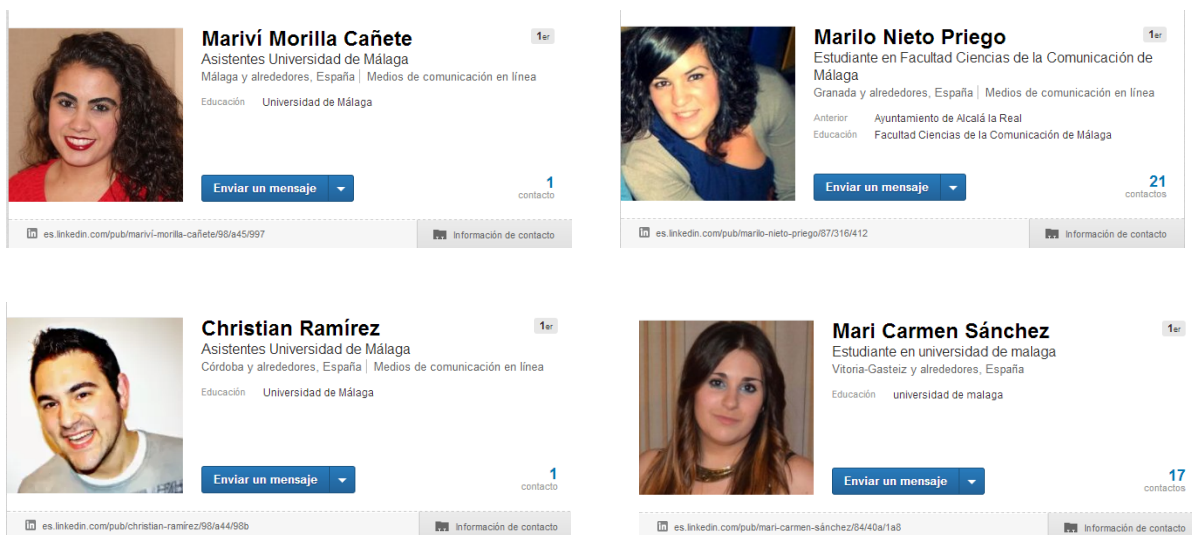 Mariví Morilla Cañete
1er
Asistentes Universidad de Málaga
Málaga y alrededores, España | Medios de comunicación en línea
Educación Universidad de Málaga
Enviar un mensaje
1
contacto
es.linkedin.com/pub/mariví-morilla-cañete/98/a45/997
Información de contacto
Marilo Nieto Priego
1er
Estudiante en Facultad Ciencias de la Comunicación de
Málaga
Granada y alrededores, España | Medios de comunicación en línea
Anterior Ayuntamiento de Alcalá la Real
Educación Facultad Ciencias de la Comunicación de Málaga
Enviar un mensaje
21
contactos
es.linkedin.com/pub/marilo-nieto-priego/87/316/412
Información de contacto
Christian Ramírez
1er
Asistentes Universidad de Málaga
Córdoba y alrededores, España | Medios de comunicación en línea
Educación Universidad de Málaga
Enviar un mensaje
1
contacto
es.linkedin.com/pub/christian-ramírez/98/a44/98b
Información de contacto
Mari Carmen Sánchez
1er
Estudiante en universidad de malaga
Vitoria-Gasteiz y alrededores, España
Educación universidad de malaga
Enviar un mensaje
17
contactos
es.linkedin.com/pub/mari-carmen-sánchez/84/40a/1a8
Información de contacto